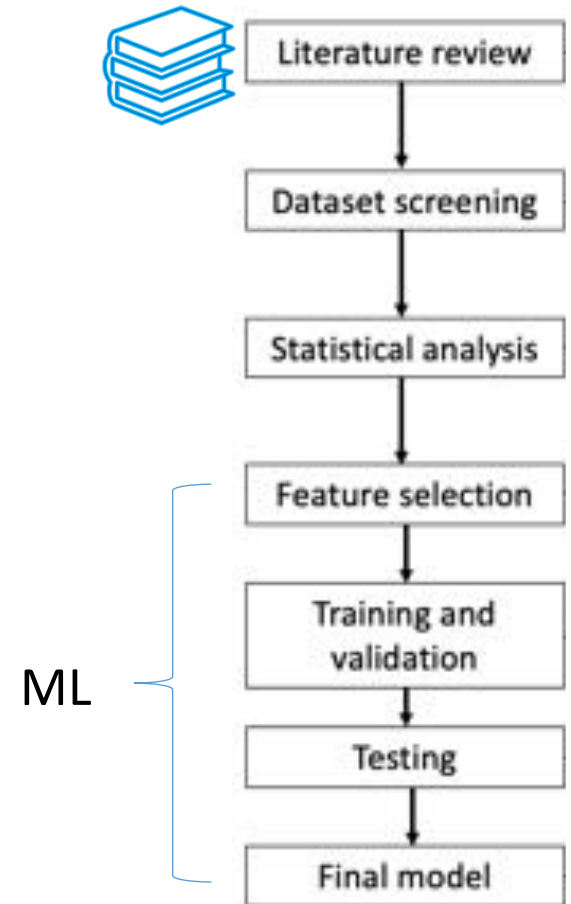 Literature review
Dataset screening
Statistical analysis
Feature selection
Training and
validation
ML
Testing
Final model